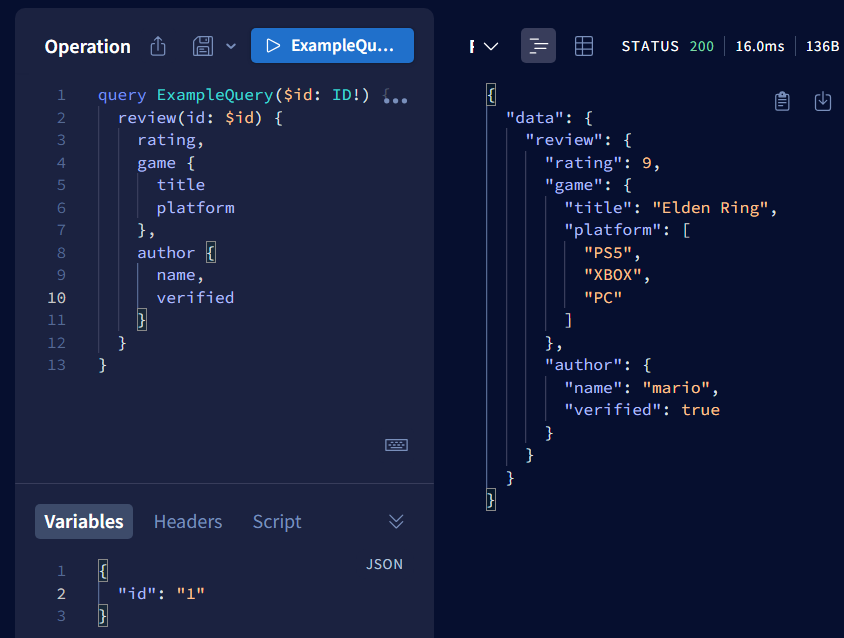 Operation
ExampleQu...
1 query ExampleQuery($id: ID!) {
2 review(id: $id) {
3 rating,
4 game {
5 title
6 platform
7 },
8 author {
9 name,
10 verified
11 }
12 }
13 }
Variables Headers Script
JSON
1 {
2 "id": "1"
3 }
STATUS 200 16.0ms 136B
{
"data": {
"review": {
"rating": 9,
"game": {
"title": "Elden Ring",
"platform": [
"PS5",
"XBOX",
"PC"
]
},
"author": {
"name": "mario",
"verified": true
}
}
}
}